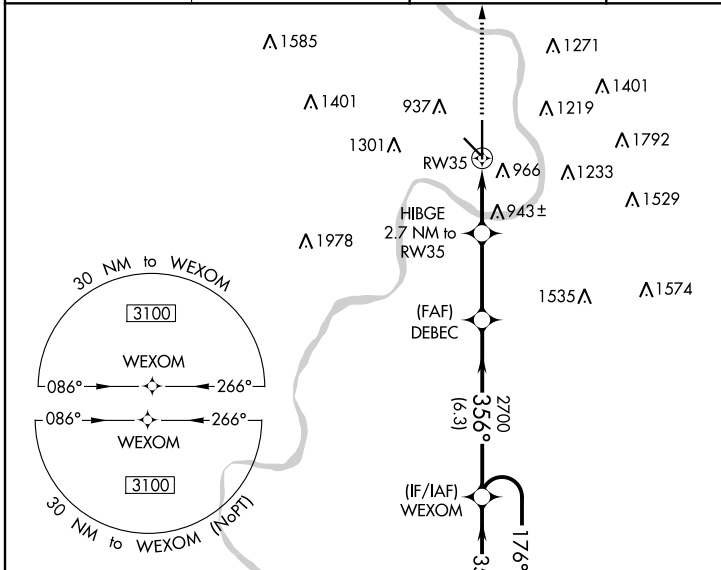 1585
1271
1401
937
1219
1401
1301
1792
RW35
966
1233
1529
HIBGE
2.7 NM to
RW35
943±
1978
30 NM to WEXOM
3100
1535
1574
(FAF)
DEBEC
WEXOM
086°
266°
086°
266°
WEXOM
2700
356°
(6.3)
3100
(IF/IAF)
WEXOM
30 NM to WEXOM (NoPT)
176°